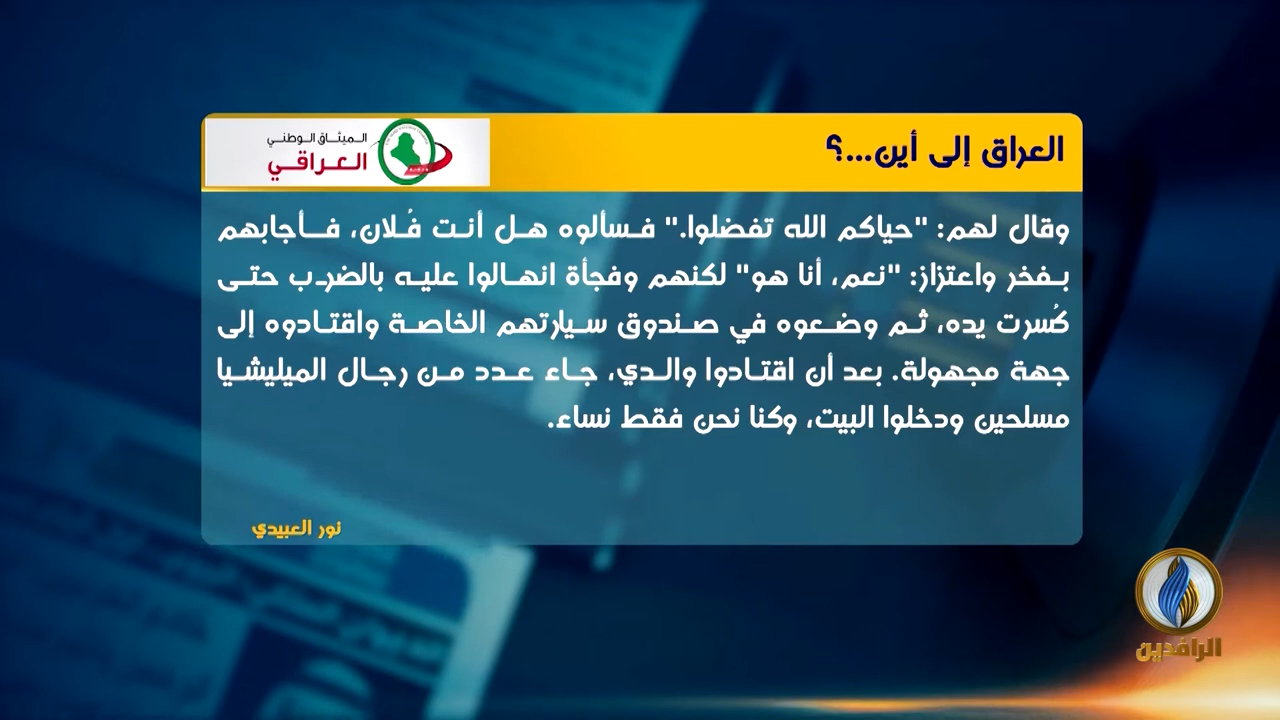 العراق إلى أين...؟
الميثاق الوطني
العراقي
وقال لهم: "حياكم الله تفضلوا." فسألوه هل أنت فُلان، فأجابهم
بفخر واعتزاز: "نعم، أنا هو" لكنهم وفجأة انهالوا عليه بالضرب حتى
كُسرت يده، ثم وضعوه في صندوق سيارتهم الخاصة واقتادوه إلى
جهة مجهولة. بعد أن اقتادوا والدي، جاء عدد من رجال الميليشيا
مسلحين ودخلوا البيت، وكنا نحن فقط نساء.
نور العبيدي
الرافدين